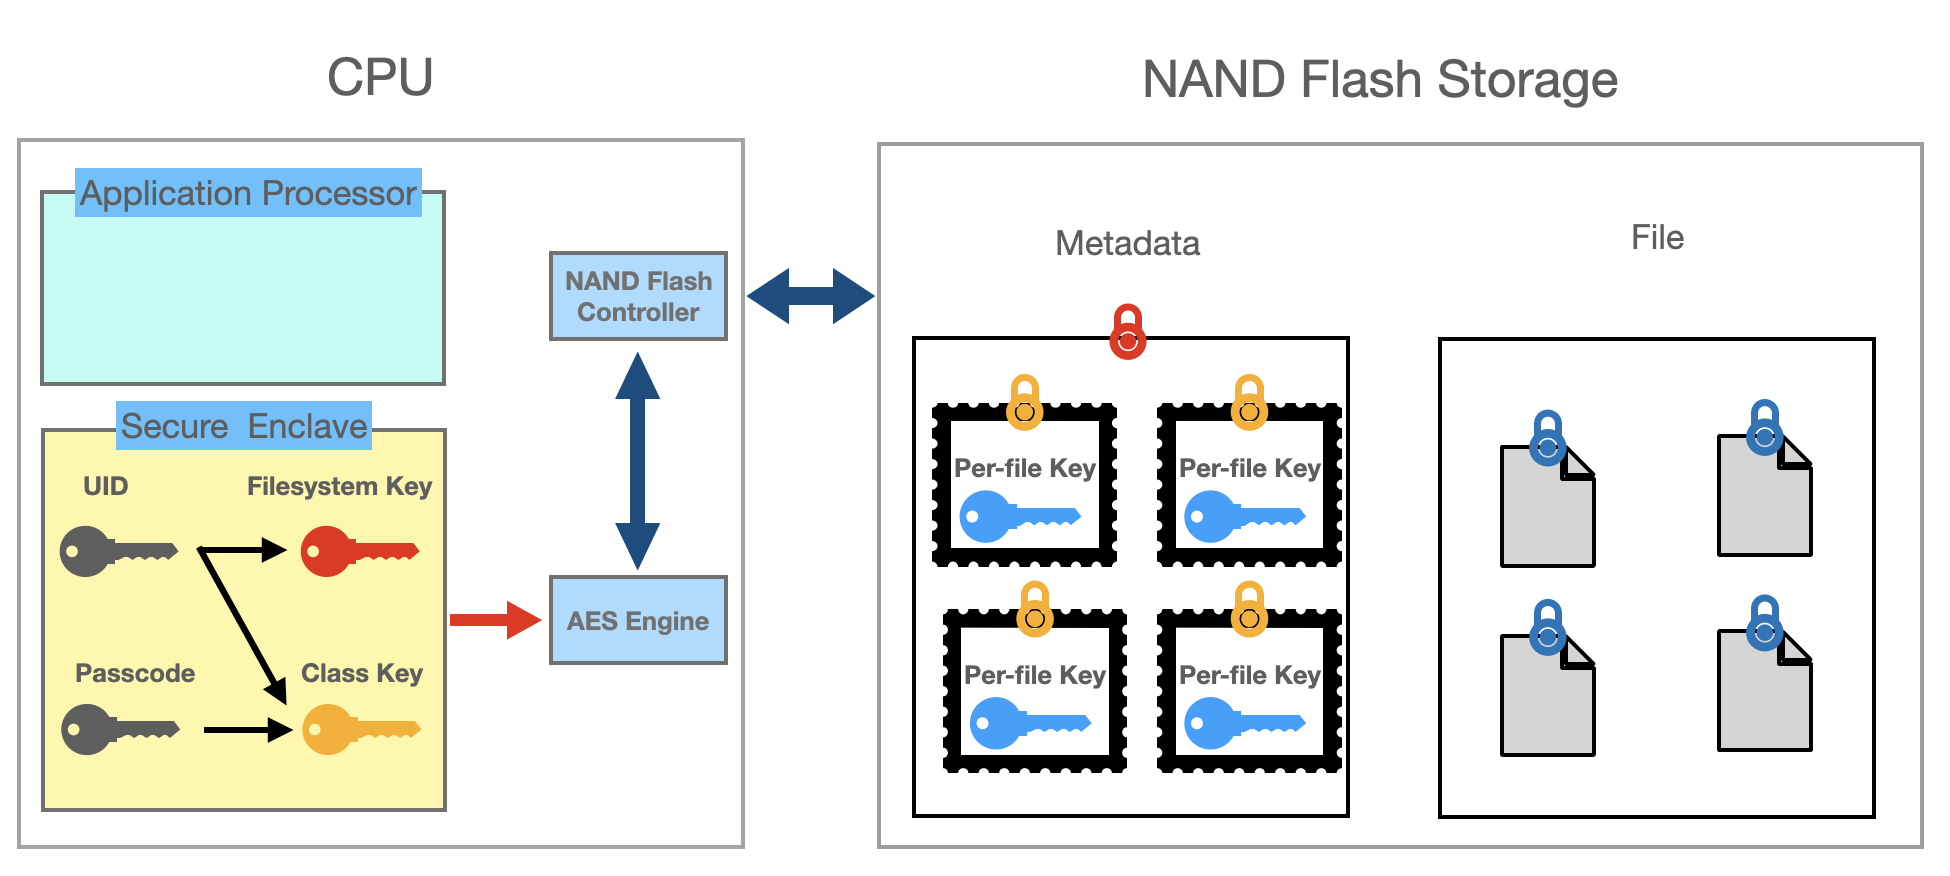 CPU
NAND Flash Storage
Application Processor
NAND Flash
Controller
Secure Enclave
UID
Filesystem Key
Passcode
Class Key
AES Engine
Metadata
File
Per-file Key
Per-file Key
Per-file Key
Per-file Key